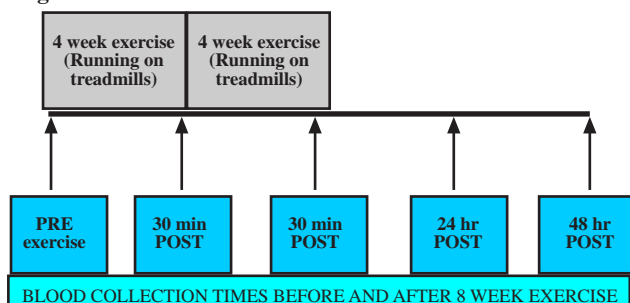 4 week exercise
(Running on
treadmills)
4 week exercise
(Running on
treadmills)
PRE
exercise
30 min
POST
30 min
POST
24 hr
POST
48 hr
POST
BLOOD COLLECTION TIMES BEFORE AND AFTER 8 WEEK EXERCISE